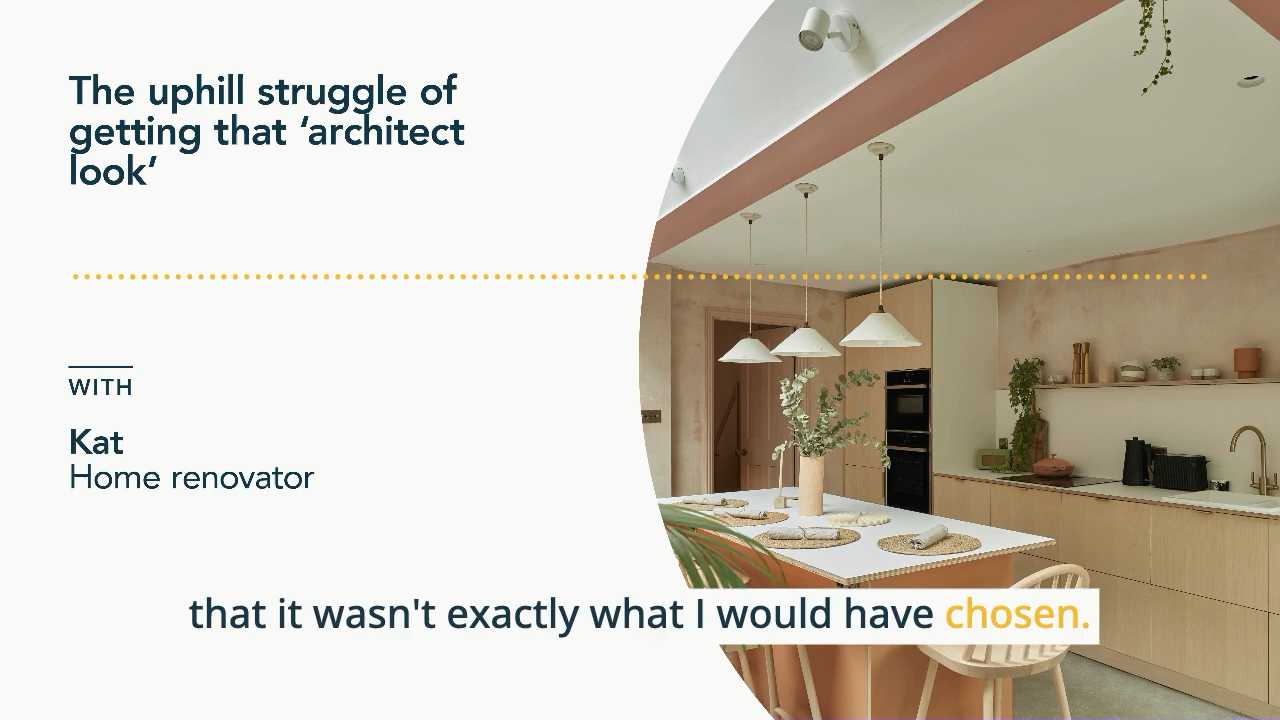 The uphill struggle of
getting that ‘architect
look’
WITH
Kat
Home renovator
that it wasn't exactly what I would have chosen.